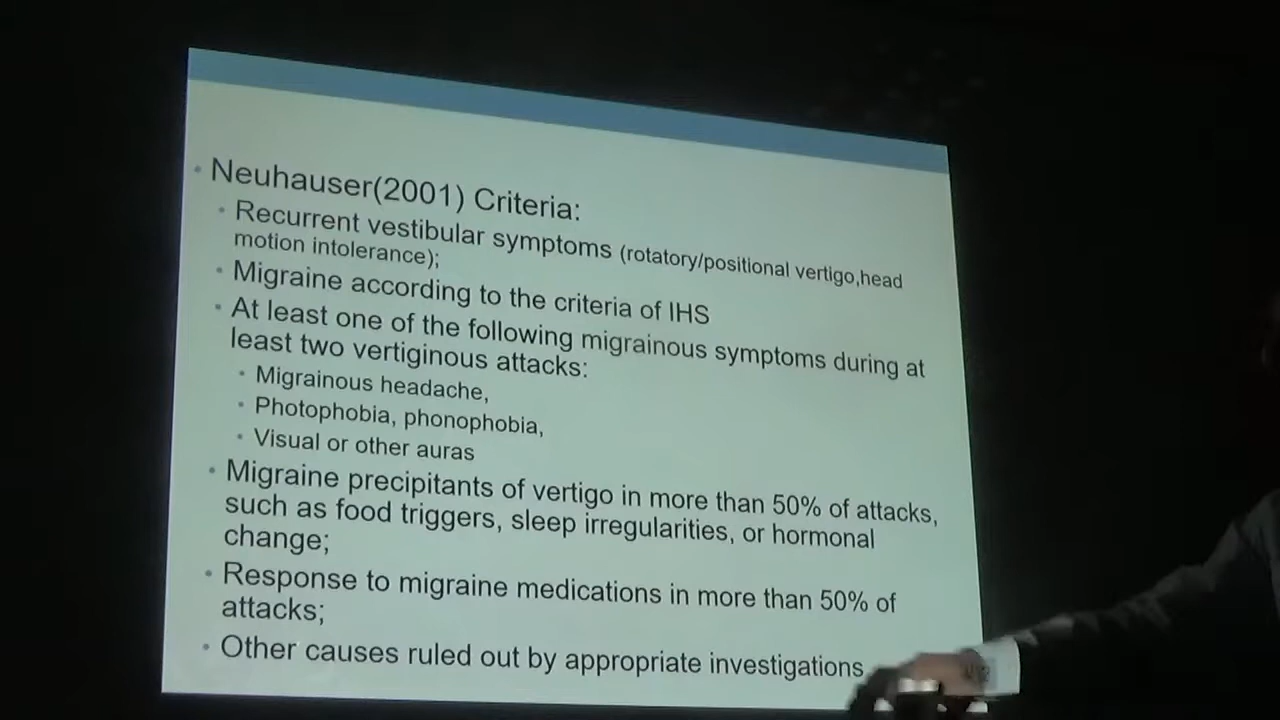 • Neuhauser(2001) Criteria:
• Recurrent vestibular symptoms (rotatory/positional vertigo,head
motion intolerance);
• Migraine according to the criteria of IHS
• At least one of the following migrainous symptoms during at
least two vertiginous attacks:
• Migrainous headache,
• Photophobia, phonophobia,
• Visual or other auras
• Migraine precipitants of vertigo in more than 50% of attacks,
such as food triggers, sleep irregularities, or hormonal
change;
• Response to migraine medications in more than 50% of
attacks;
• Other causes ruled out by appropriate investigations